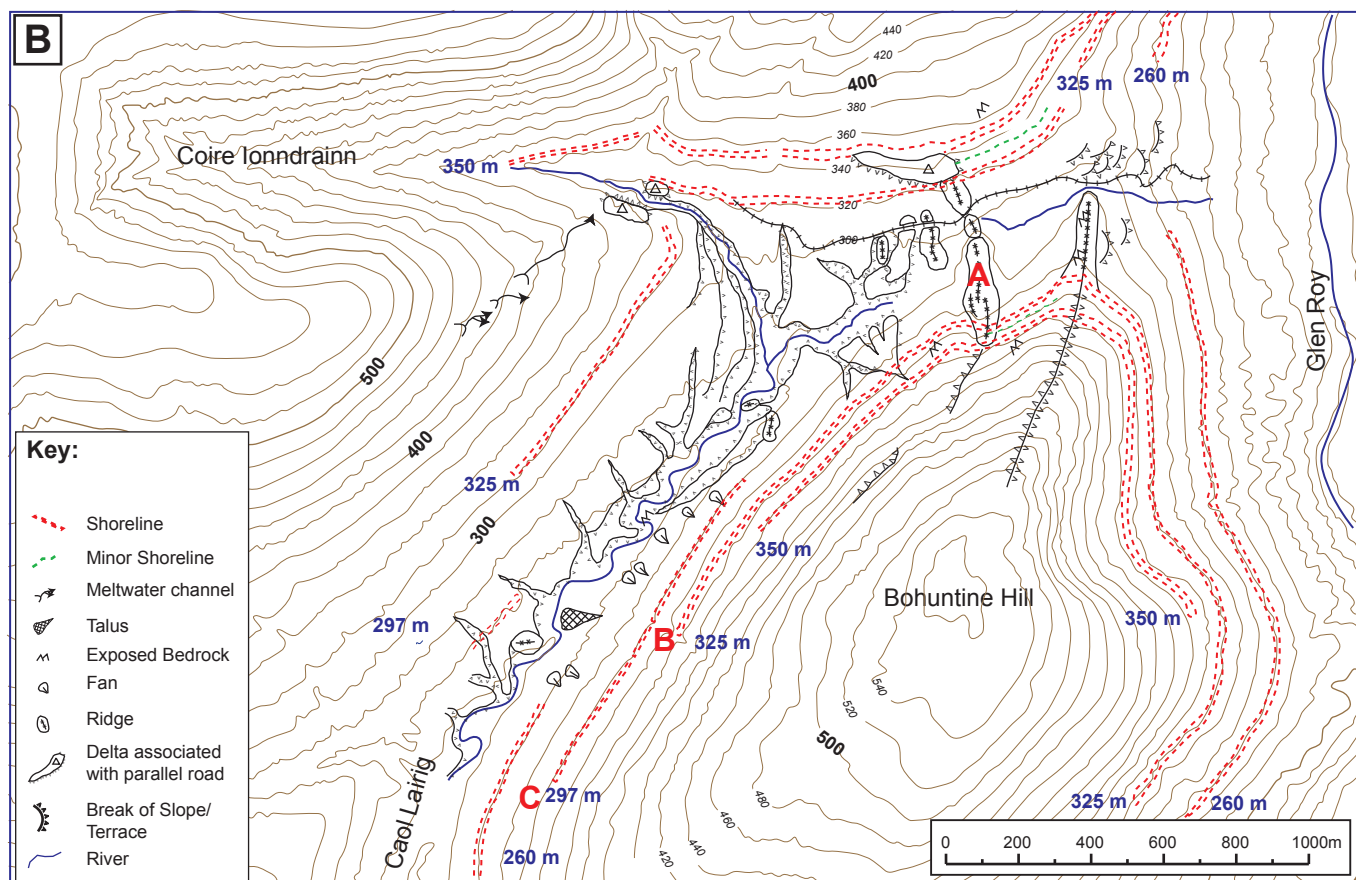 B
440
420
400
380
360
340
320
300
325 m
260 m
Coire Ionndrainn
350 m
A
Glen Roy
500
400
325 m
300
350 m
297 m
B
325 m
Bohuntine Hill
350 m
540
520
500
C
297 m
480
460
440
420
325 m
260 m
260 m
Caol Lairig
Key:
Shoreline
Minor Shoreline
Meltwater channel
Talus
Exposed Bedrock
Fan
Ridge
Delta associated
with parallel road
Break of Slope/
Terrace
River
0 200 400 600 800 1000m